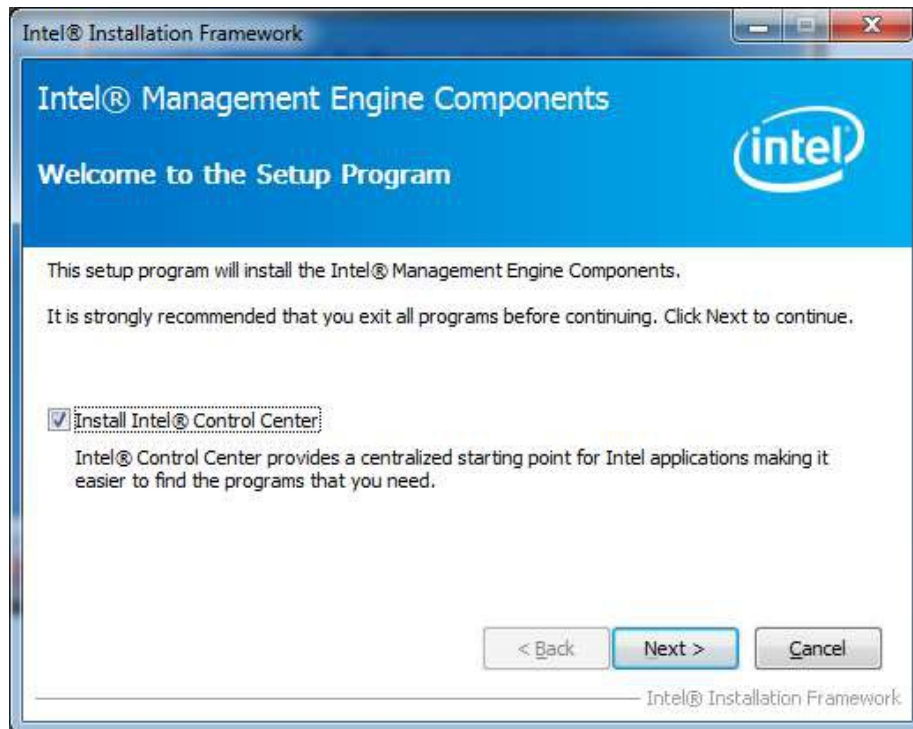 Intel® Installation Framework
Intel® Management Engine Components
intel
Welcome to the Setup Program
This setup program will install the Intel® Management Engine Components.
It is strongly recommended that you exit all programs before continuing. Click Next to continue.
Install Intel® Control Center
Intel® Control Center provides a centralized starting point for Intel applications making it
easier to find the programs that you need.
< Back
Next >
Cancel
Intel® Installation Framework